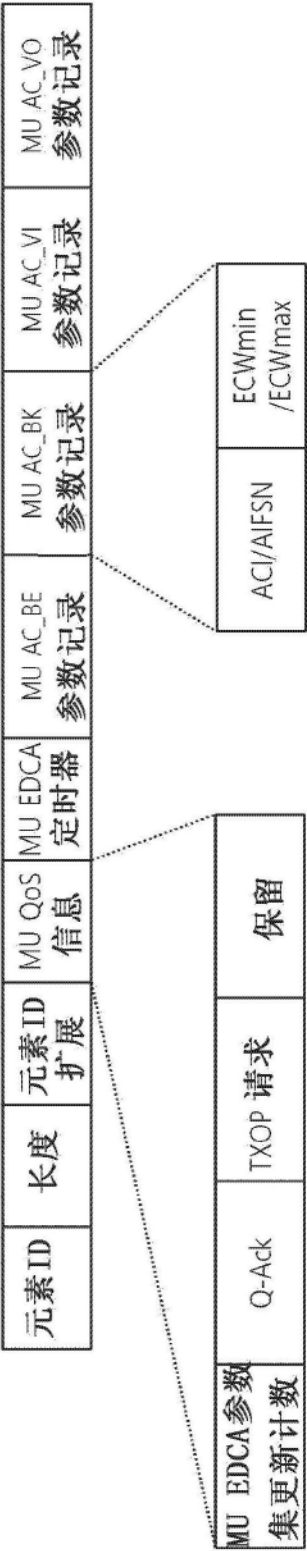 元素ID
长度
元素ID
扩展
MU QoS
信息
MU EDCA
定时器
MU AC_BE
参数记录
MU AC_BK
参数记录
MU AC_VI
参数记录
MU AC_VO
参数记录
MU EDCA参数
集更新计数
Q-Ack
TXOP 请求
保留
ACI/AIFSN
ECWmin
/ECWmax